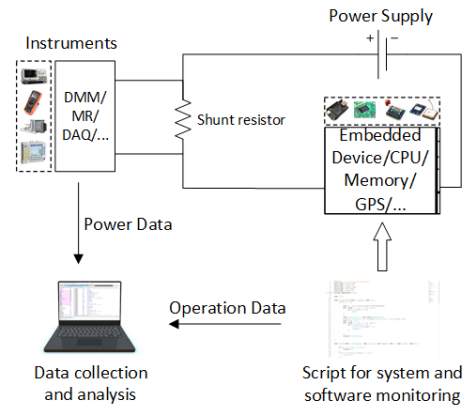 Power Supply
+ −
Instruments
DMM/
MR/
DAQ/...
Shunt resistor
Embedded
Device/CPU/
Memory/
GPS/...
Power Data
Operation Data
Data collection
and analysis
Script for system and
software monitoring